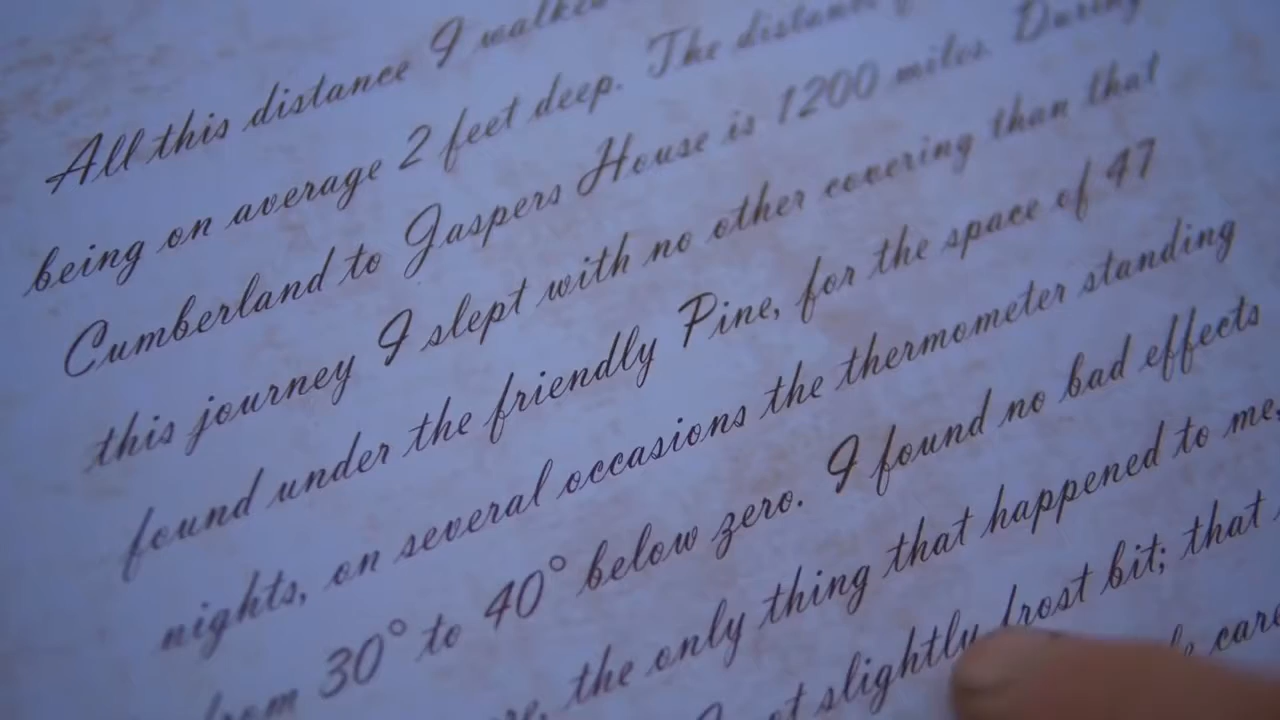 All this distance I walked
being on average 2 feet deep. The distance
Cumberland to Jaspers House is 1200 miles. During
this journey I slept with no other covering than that
found under the friendly Pine, for the space of 47
nights, on several occasions the thermometer standing
from 30° to 40° below zero. I found no bad effects
the only thing that happened to me,
slightly frost bit; that
care